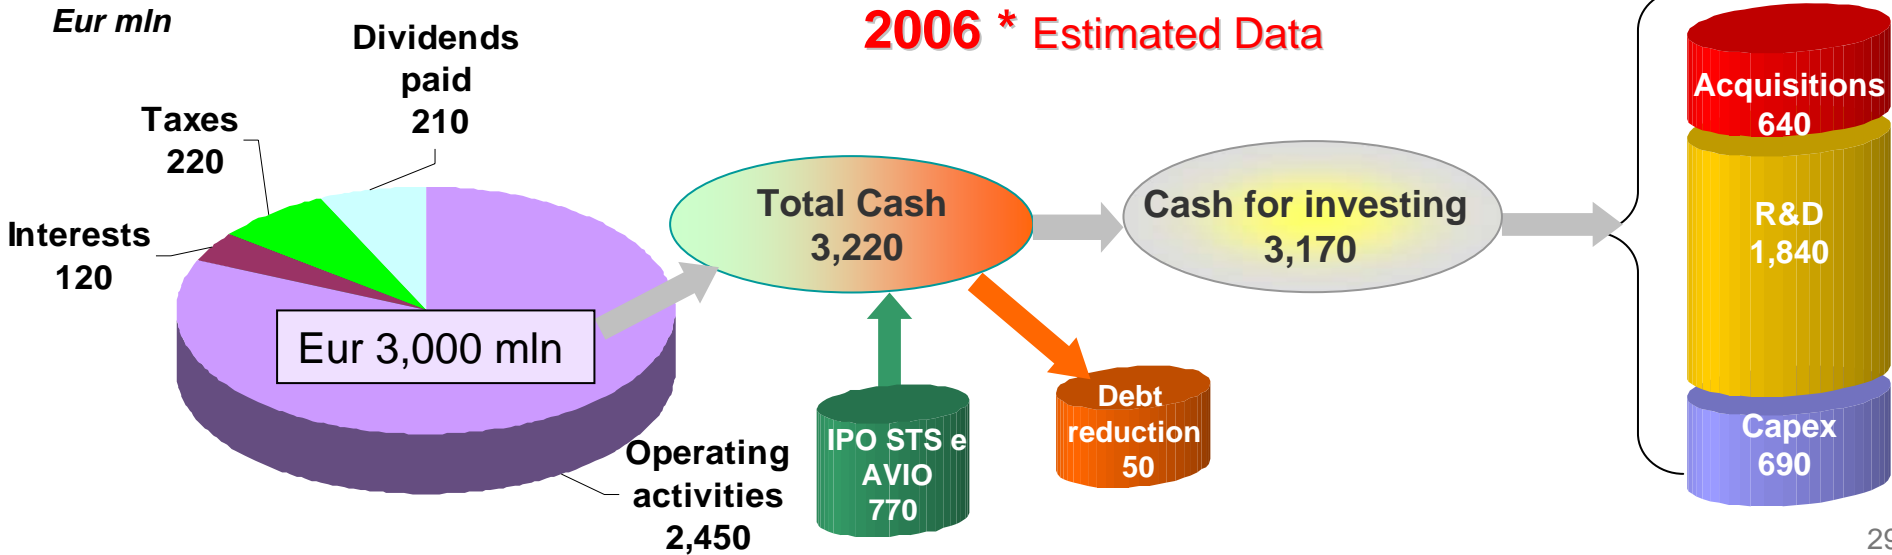 Eur mln
2006 * Estimated Data
Dividends
paid
210
Taxes
220
Interests
120
Eur 3,000 mln
Operating
activities
2,450
Total Cash
3,220
IPO STS e
AVIO
770
Debt
reduction
50
Cash for investing
3,170
Acquisitions
640
R&D
1,840
Capex
690
29